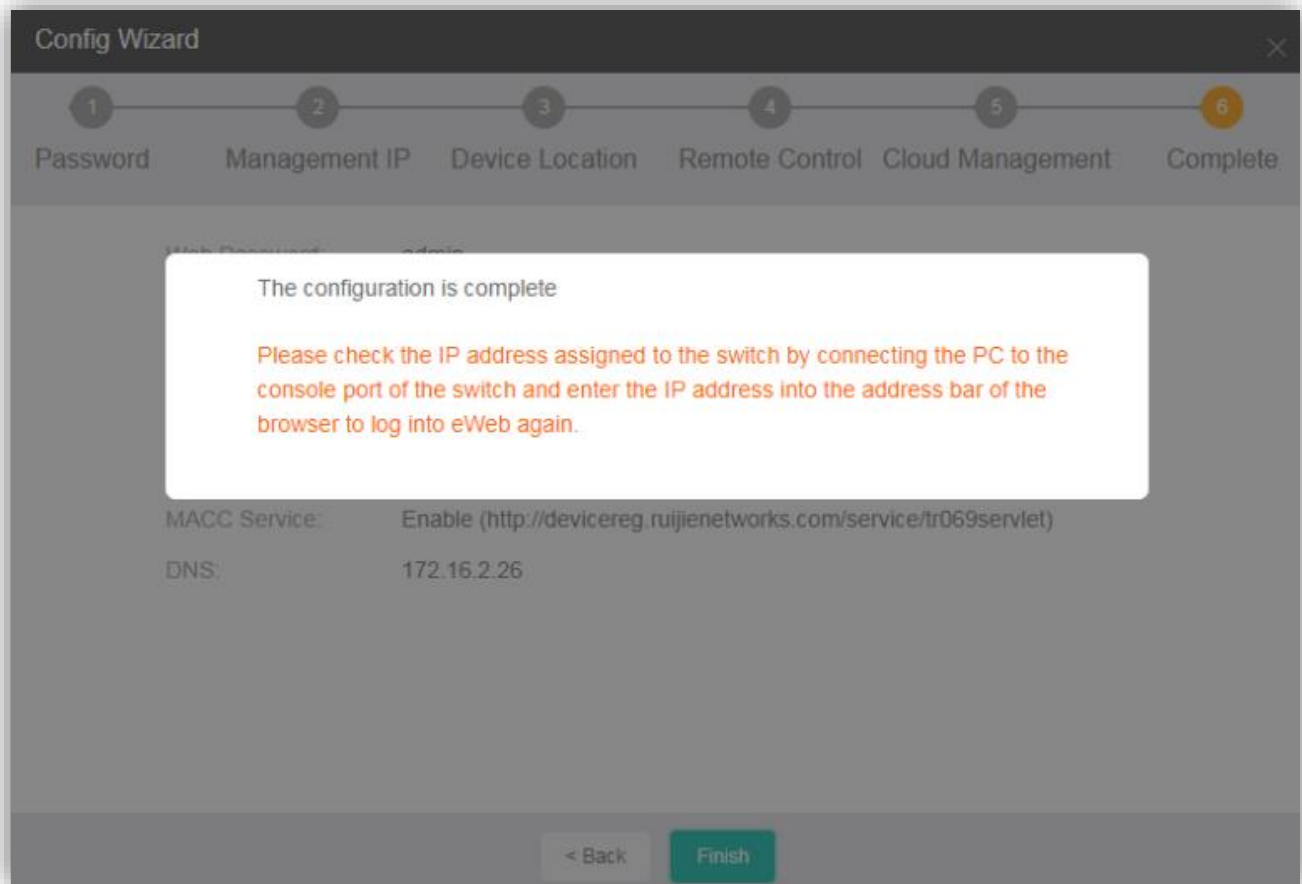 Config Wizard
1 2 3 4 5 6
Password Management IP Device Location Remote Control Cloud Management Complete
Web Password: admin
The configuration is complete
Please check the IP address assigned to the switch by connecting the PC to the
console port of the switch and enter the IP address into the address bar of the
browser to log into eWeb again.
MACC Service: Enable (http://devicereg.ruijienetworks.com/service/tr069servlet)
DNS: 172.16.2.26
< Back Finish